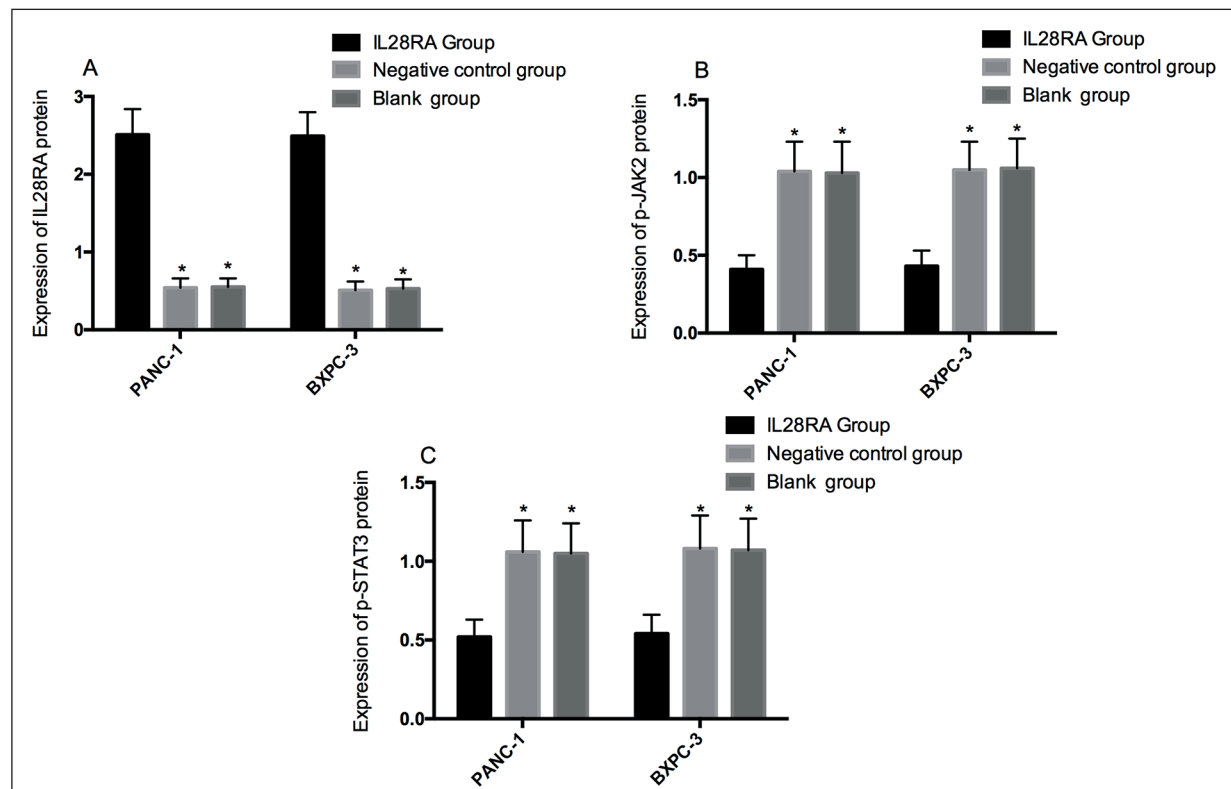 A
IL28RA Group
Negative control group
Blank group
Expression of IL28RA protein
3
2
1
0
*
*
*
*
PANC-1
BXPC-3
B
IL28RA Group
Negative control group
Blank group
Expression of p-JAK2 protein
1.5
1.0
0.5
0.0
*
*
*
*
PANC-1
BXPC-3
C
IL28RA Group
Negative control group
Blank group
Expression of p-STAT3 protein
1.5
1.0
0.5
0.0
*
*
*
*
PANC-1
BXPC-3